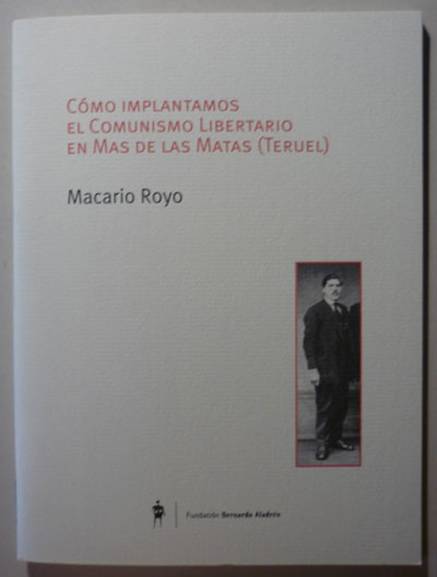 CÓMO IMPLANTAMOS
EL COMUNISMO LIBERTARIO
EN MAS DE LAS MATAS (TERUEL)
Macario Royo
Fundación Bernardo Aladrén